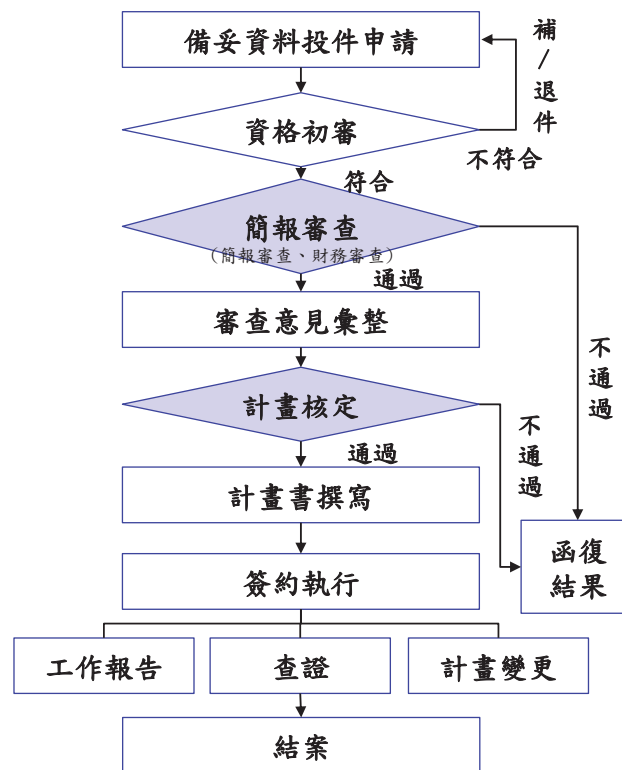 備妥資料投件申請
補/退件
資格初審
不符合
符合
簡報審查
(簡報審查、財務審查)
通過
不通過
審查意見彙整
計畫核定
不通過
通過
計畫書撰寫
函復
結果
簽約執行
工作報告
查證
計畫變更
結案